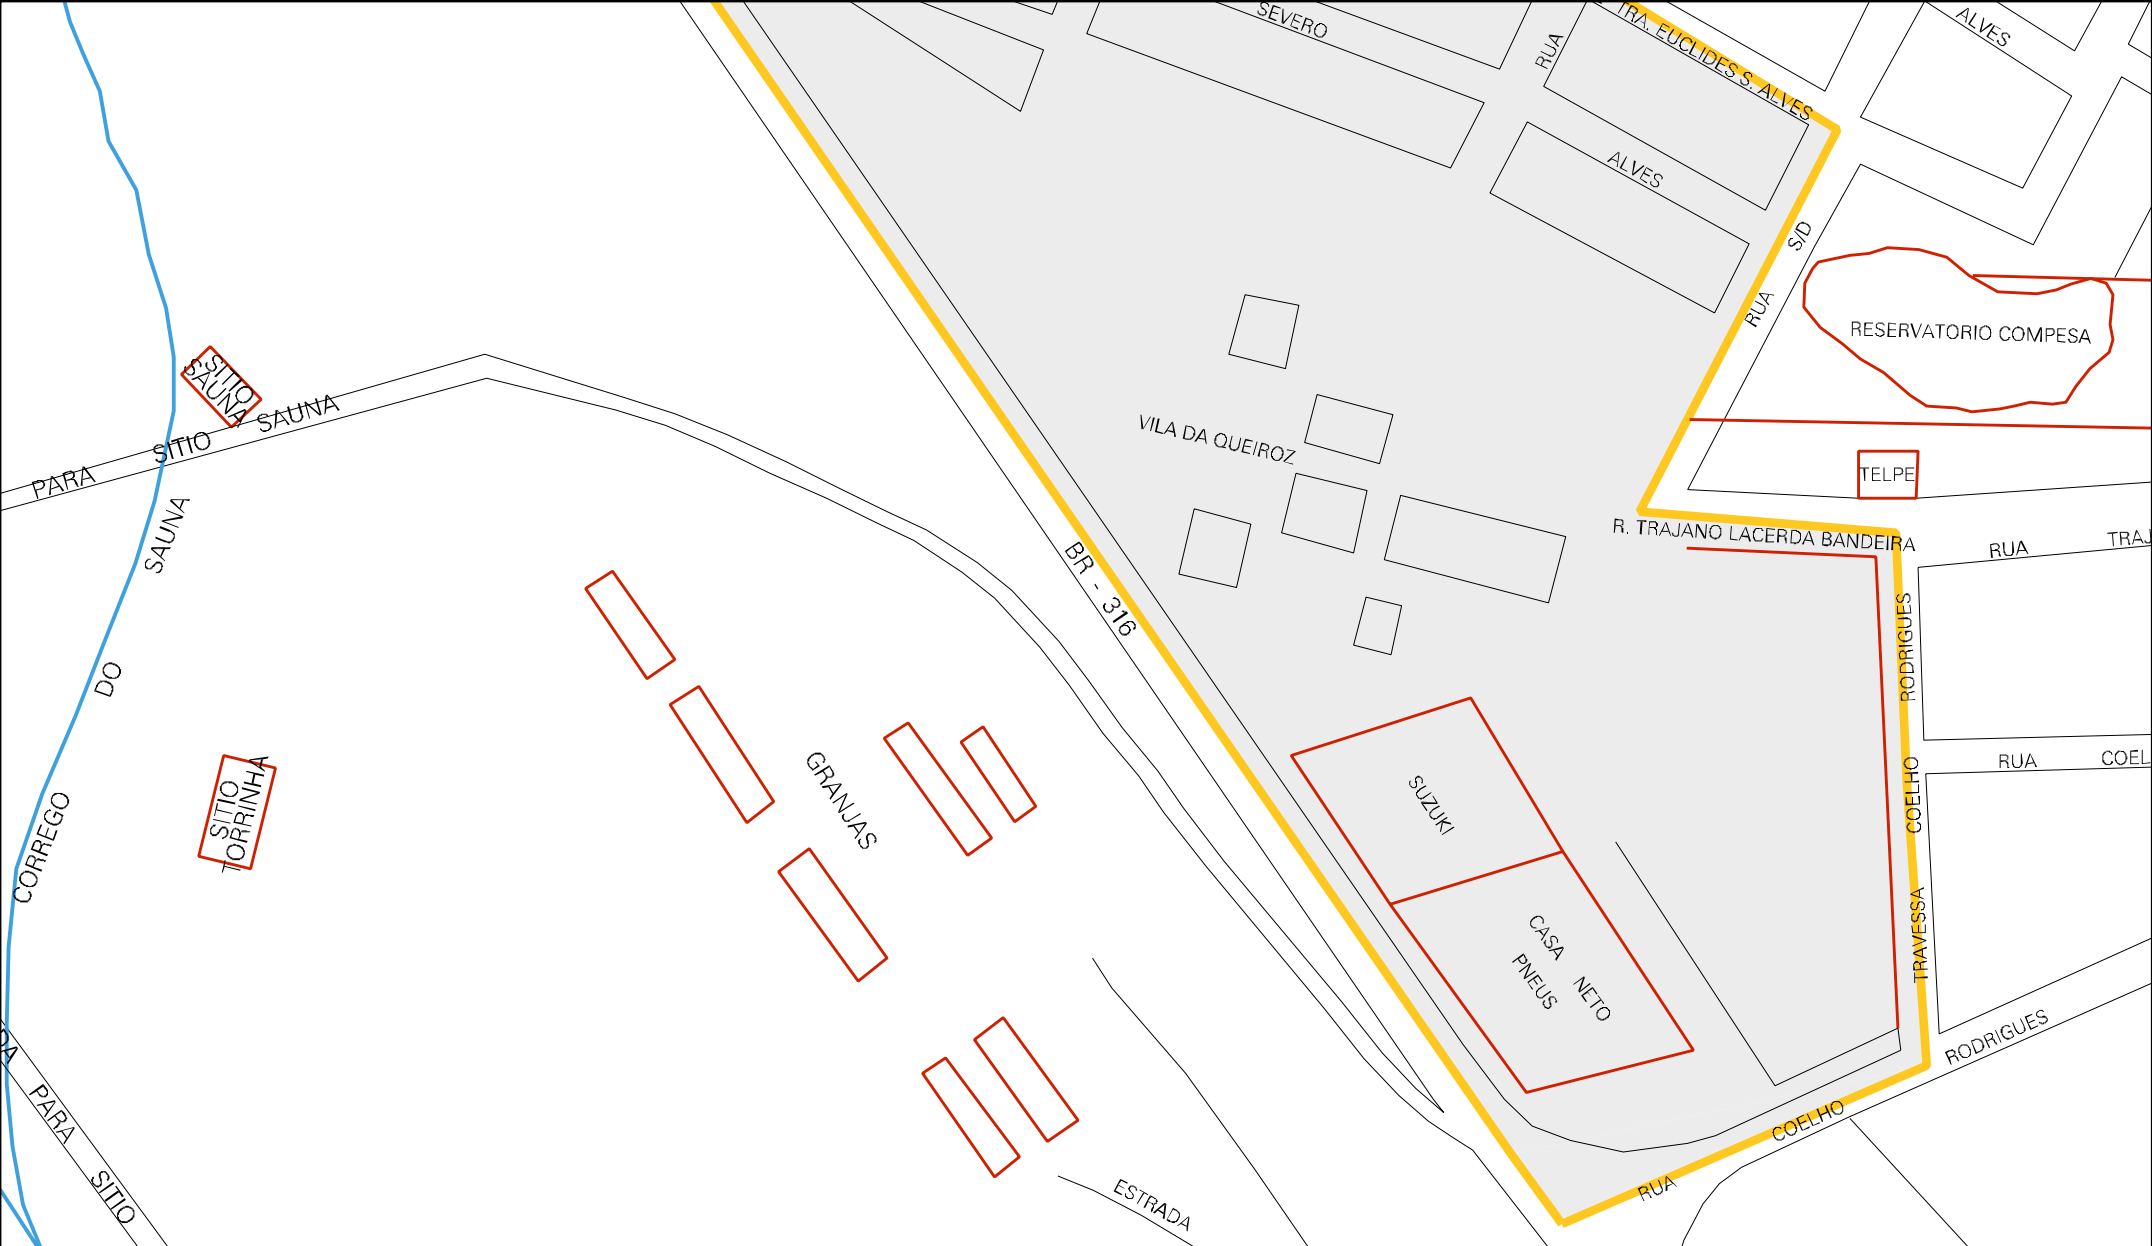 SEVERO
RUA
TRA. EUCLIDES S. ALVES
ALVES
ALVES
RUA S/D
RESERVATORIO COMPESA
TELPE
SITIO
SAUNA
PARA SITIO SAUNA
VILA DA QUEIROZ
R. TRAJANO LACERDA BANDEIRA
RUA TRAJ
BR - 316
CORREGO DO SAUNA
TRAVESSA COELHO RODRIGUES
RUA COEL
SITIO
TORRINHA
GRANJAS
SUZUKI
CASA NETO
PNEUS
RUA COELHO RODRIGUES
DA PARA SITIO
ESTRADA